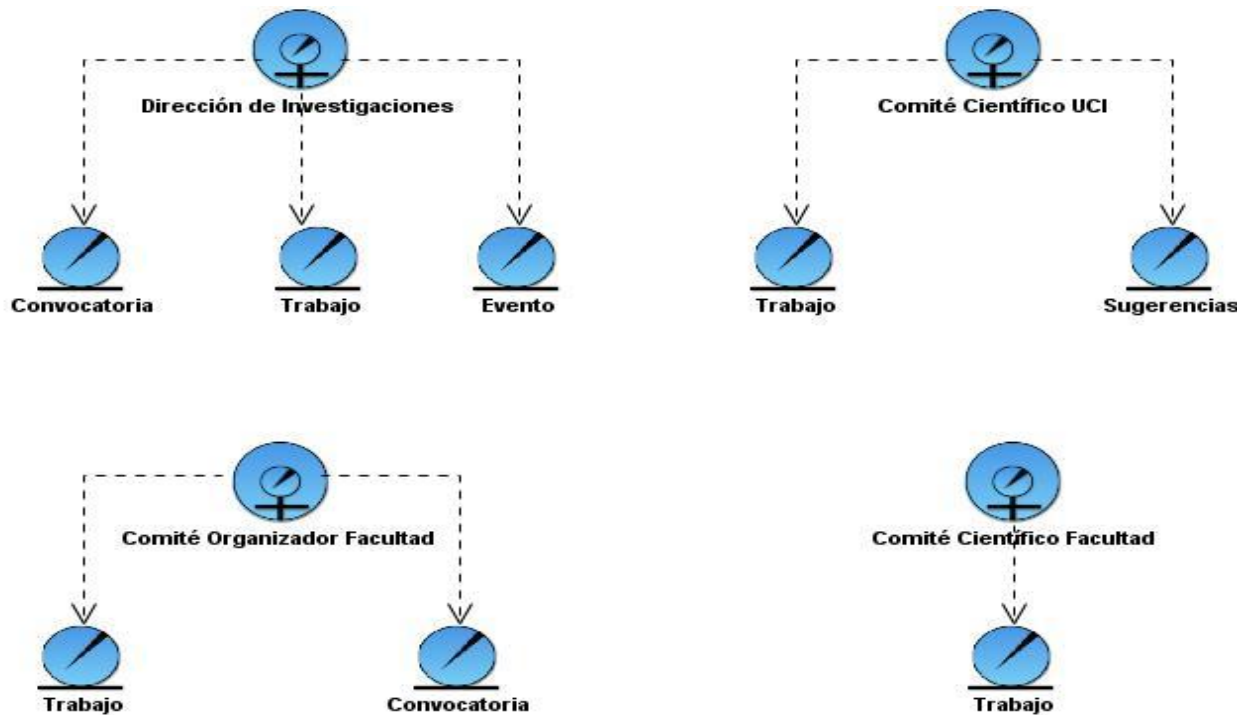 Dirección de Investigaciones
Comité Científico UCI
Convocatoria
Trabajo
Evento
Trabajo
Sugerencias
Comité Organizador Facultad
Comité Científico Facultad
Trabajo
Convocatoria
Trabajo